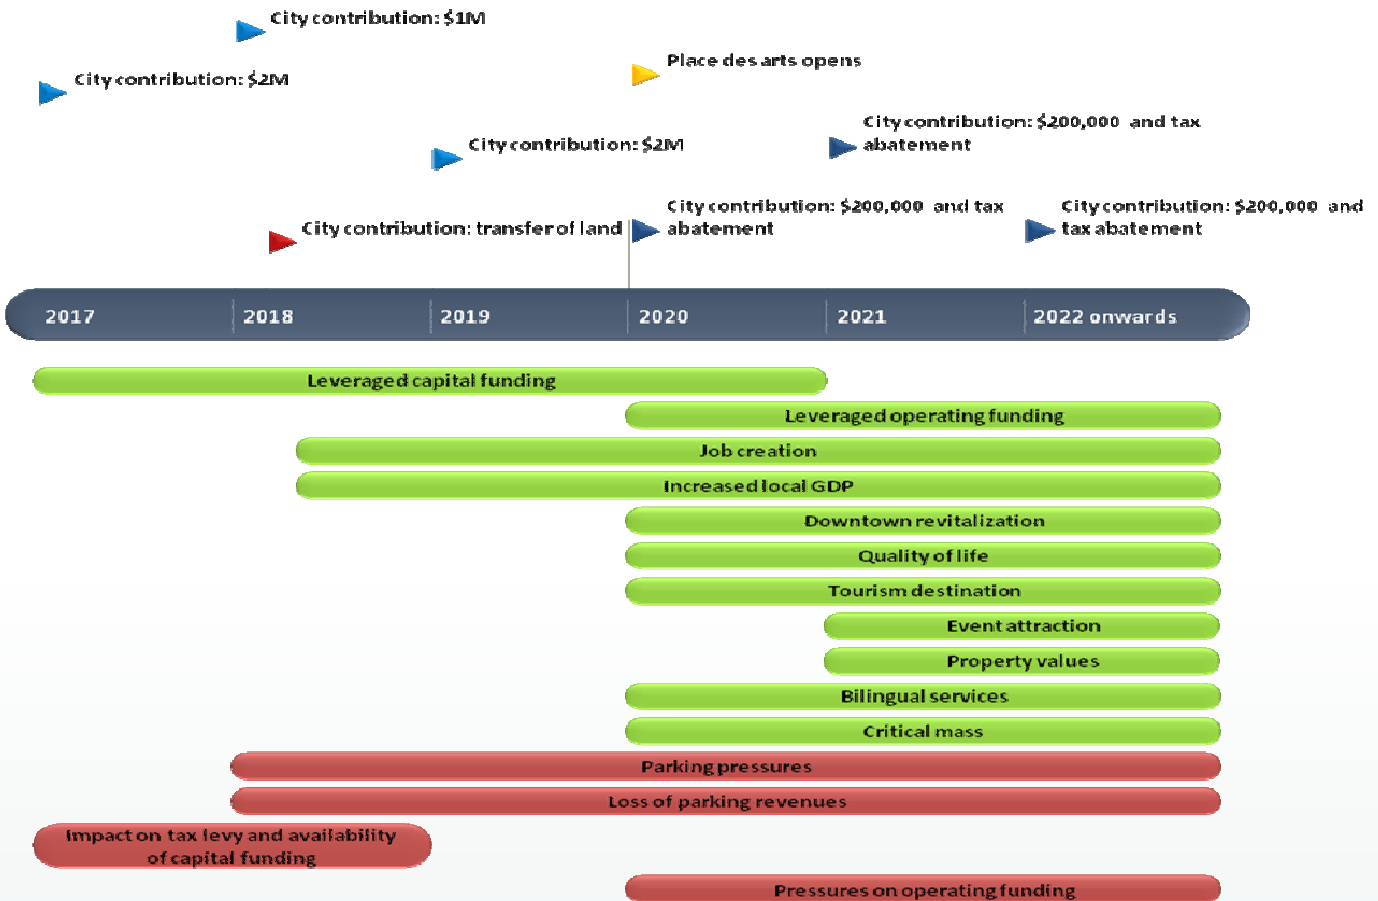 City contribution: $1M
City contribution: $2M
Place des arts opens
City contribution: $200,000 and tax
abatement
City contribution: $2M
City contribution: $200,000 and tax
abatement
City contribution: $200,000 and
tax abatement
City contribution: transfer of land
2017 2018 2019 2020 2021 2022 onwards
Leveraged capital funding
Leveraged operating funding
Job creation
Increased local GDP
Downtown revitalization
Quality of life
Tourism destination
Event attraction
Property values
Bilingual services
Critical mass
Parking pressures
Loss of parking revenues
Impact on tax levy and availability
of capital funding
Pressures on operating funding